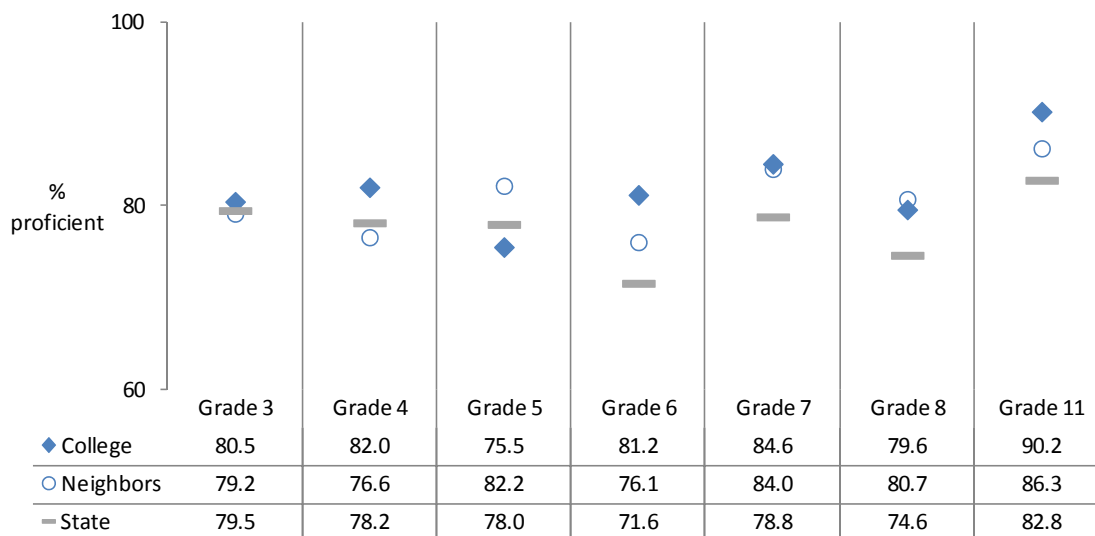 100
80
%
proficient
60
Grade 3 Grade 4 Grade 5 Grade 6 Grade 7 Grade 8 Grade 11
College 80.5 82.0 75.5 81.2 84.6 79.6 90.2
Neighbors 79.2 76.6 82.2 76.1 84.0 80.7 86.3
State 79.5 78.2 78.0 71.6 78.8 74.6 82.8